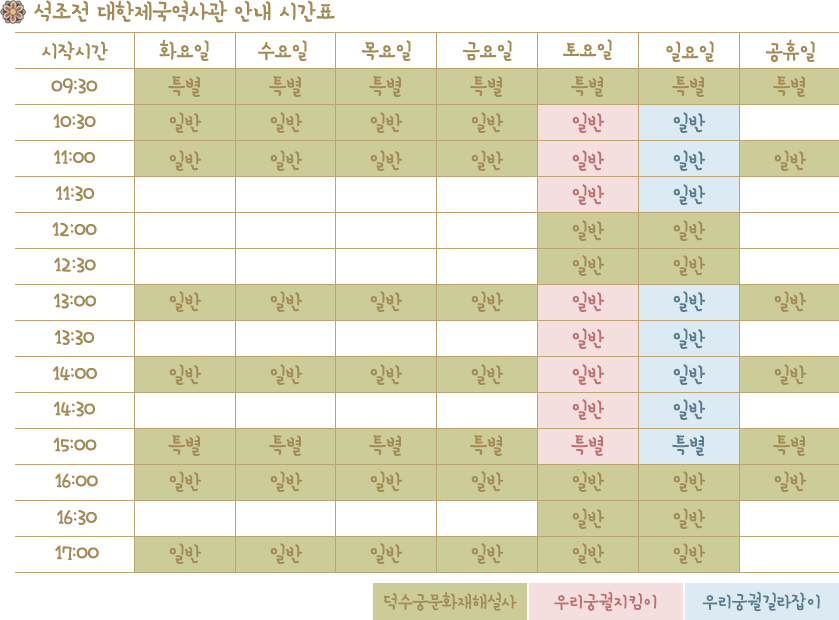 석조전 대한제국역사관 안내 시간표
시작시간 화요일 수요일 목요일 금요일 토요일 일요일 공휴일
09:30 특별 특별 특별 특별 특별 특별 특별
10:30 일반 일반 일반 일반 일반 일반
11:00 일반 일반 일반 일반 일반 일반 일반
11:30 일반 일반
12:00 일반 일반
12:30 일반 일반
13:00 일반 일반 일반 일반 일반 일반 일반
13:30 일반 일반
14:00 일반 일반 일반 일반 일반 일반 일반
14:30 일반 일반
15:00 특별 특별 특별 특별 특별 특별 특별
16:00 일반 일반 일반 일반 일반 일반 일반
16:30 일반 일반
17:00 일반 일반 일반 일반 일반 일반
덕수궁문화재해설사 우리궁궐지킴이 우리궁궐길라잡이